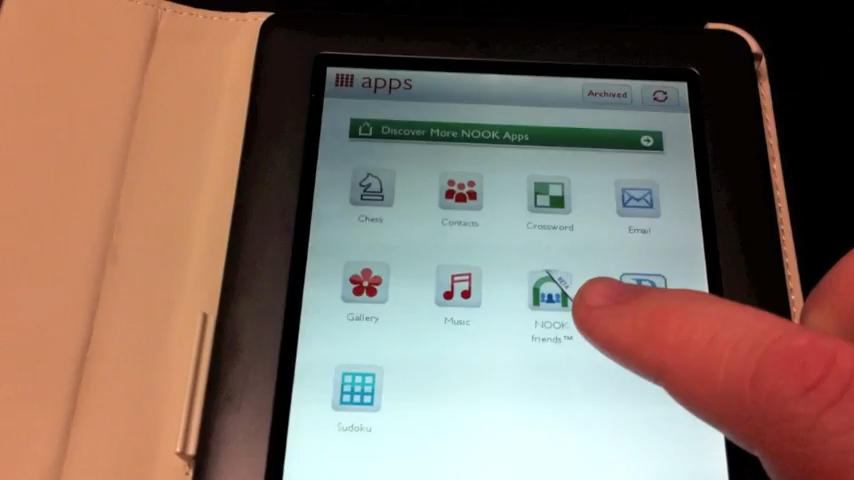 apps
Archived
Discover More NOOK Apps
Chess
Contacts
Crossword
Email
Gallery
Music
BETA
NOOK
friends™
Sudoku